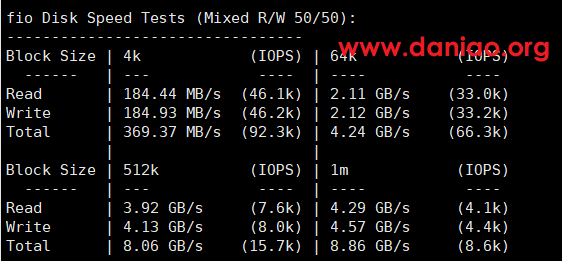 fio Disk Speed Tests (Mixed R/W 50/50):
---------------------------------
www.daniao.org
Block Size | 4k (IOPS) | 64k (IOPS)
------ | --- ---- | ---- ----
Read | 184.44 MB/s (46.1k) | 2.11 GB/s (33.0k)
Write | 184.93 MB/s (46.2k) | 2.12 GB/s (33.2k)
Total | 369.37 MB/s (92.3k) | 4.24 GB/s (66.3k)
| |
Block Size | 512k (IOPS) | 1m (IOPS)
------ | --- ---- | ---- ----
Read | 3.92 GB/s (7.6k) | 4.29 GB/s (4.1k)
Write | 4.13 GB/s (8.0k) | 4.57 GB/s (4.4k)
Total | 8.06 GB/s (15.7k) | 8.86 GB/s (8.6k)